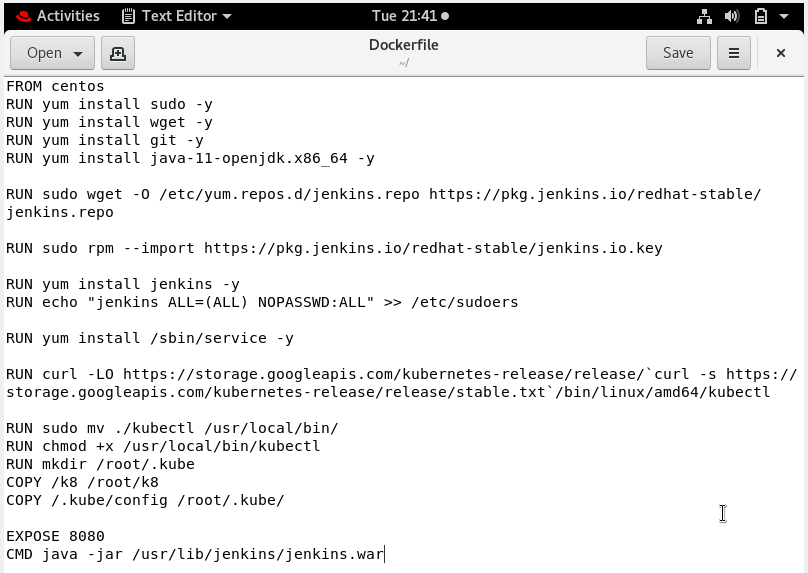 Activities Text Editor Tue 21:41
Open Dockerfile Save
~/
FROM centos
RUN yum install sudo -y
RUN yum install wget -y
RUN yum install git -y
RUN yum install java-11-openjdk.x86_64 -y
RUN sudo wget -O /etc/yum.repos.d/jenkins.repo https://pkg.jenkins.io/redhat-stable/
jenkins.repo
RUN sudo rpm --import https://pkg.jenkins.io/redhat-stable/jenkins.io.key
RUN yum install jenkins -y
RUN echo "jenkins ALL=(ALL) NOPASSWD:ALL" >> /etc/sudoers
RUN yum install /sbin/service -y
RUN curl -LO https://storage.googleapis.com/kubernetes-release/release/`curl -s https://
storage.googleapis.com/kubernetes-release/release/stable.txt`/bin/linux/amd64/kubectl
RUN sudo mv ./kubectl /usr/local/bin/
RUN chmod +x /usr/local/bin/kubectl
RUN mkdir /root/.kube
COPY /k8 /root/k8
COPY /.kube/config /root/.kube/
EXPOSE 8080
CMD java -jar /usr/lib/jenkins/jenkins.war